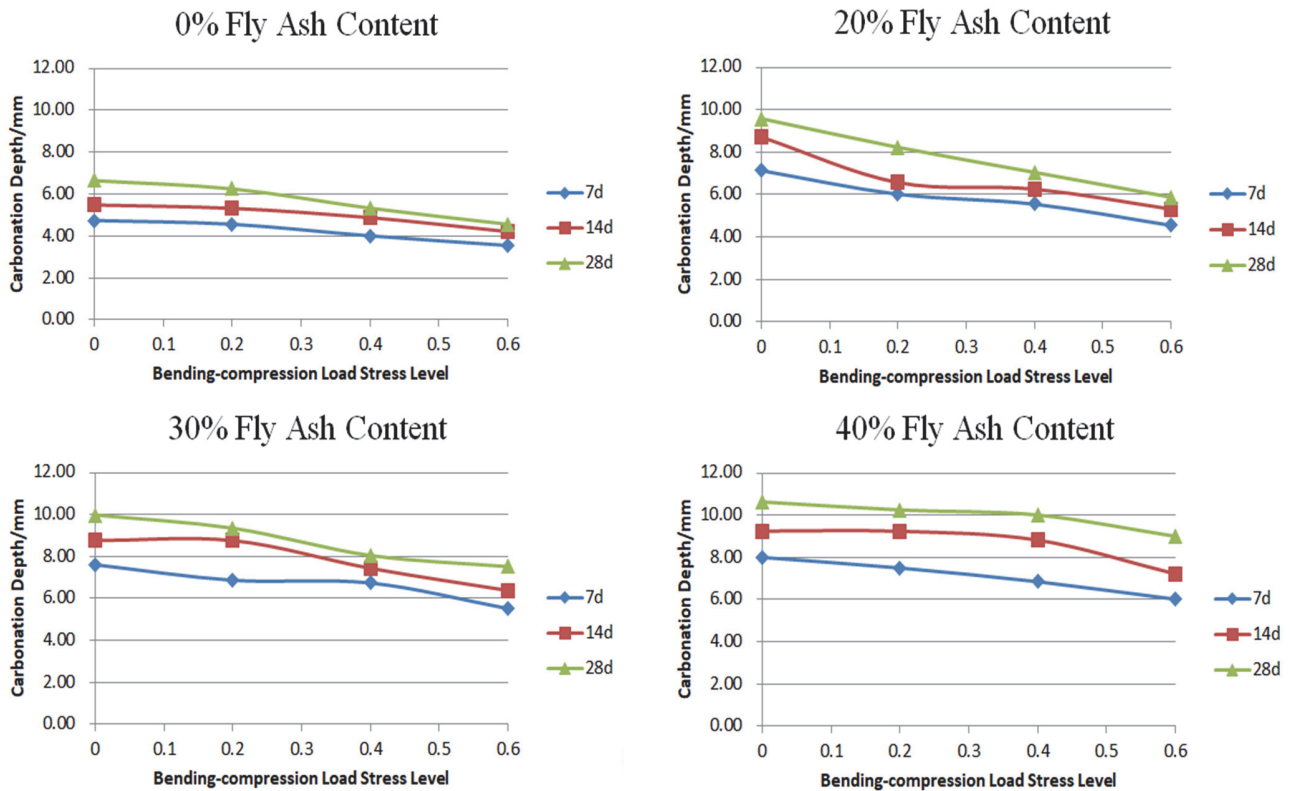 0% Fly Ash Content
Carbonation Depth/mm
12.00
10.00
8.00
6.00
4.00
2.00
0.00
0 0.1 0.2 0.3 0.4 0.5 0.6
Bending-compression Load Stress Level
7d
14d
28d
20% Fly Ash Content
Carbonation Depth/mm
12.00
10.00
8.00
6.00
4.00
2.00
0.00
0 0.1 0.2 0.3 0.4 0.5 0.6
Bending-compression Load Stress Level
7d
14d
28d
30% Fly Ash Content
Carbonation Depth/mm
12.00
10.00
8.00
6.00
4.00
2.00
0.00
0 0.1 0.2 0.3 0.4 0.5 0.6
Bending-compression Load Stress Level
7d
14d
28d
40% Fly Ash Content
Carbonation Depth/mm
12.00
10.00
8.00
6.00
4.00
2.00
0.00
0 0.1 0.2 0.3 0.4 0.5 0.6
Bending-compression Load Stress Level
7d
14d
28d